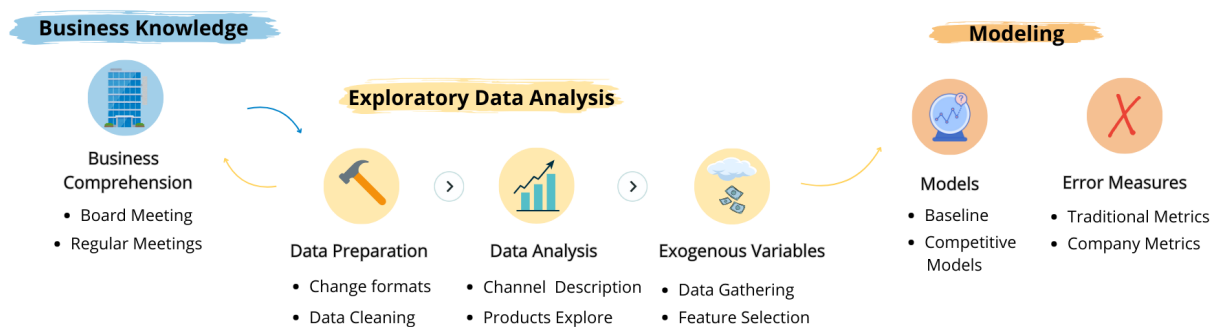 Business Knowledge
Business
Comprehension
• Board Meeting
• Regular Meetings
Exploratory Data Analysis
Data Preparation
• Change formats
• Data Cleaning
Data Analysis
• Channel Description
• Products Explore
Exogenous Variables
• Data Gathering
• Feature Selection
Modeling
?
Models
• Baseline
• Competitive
Models
Error Measures
• Traditional Metrics
• Company Metrics